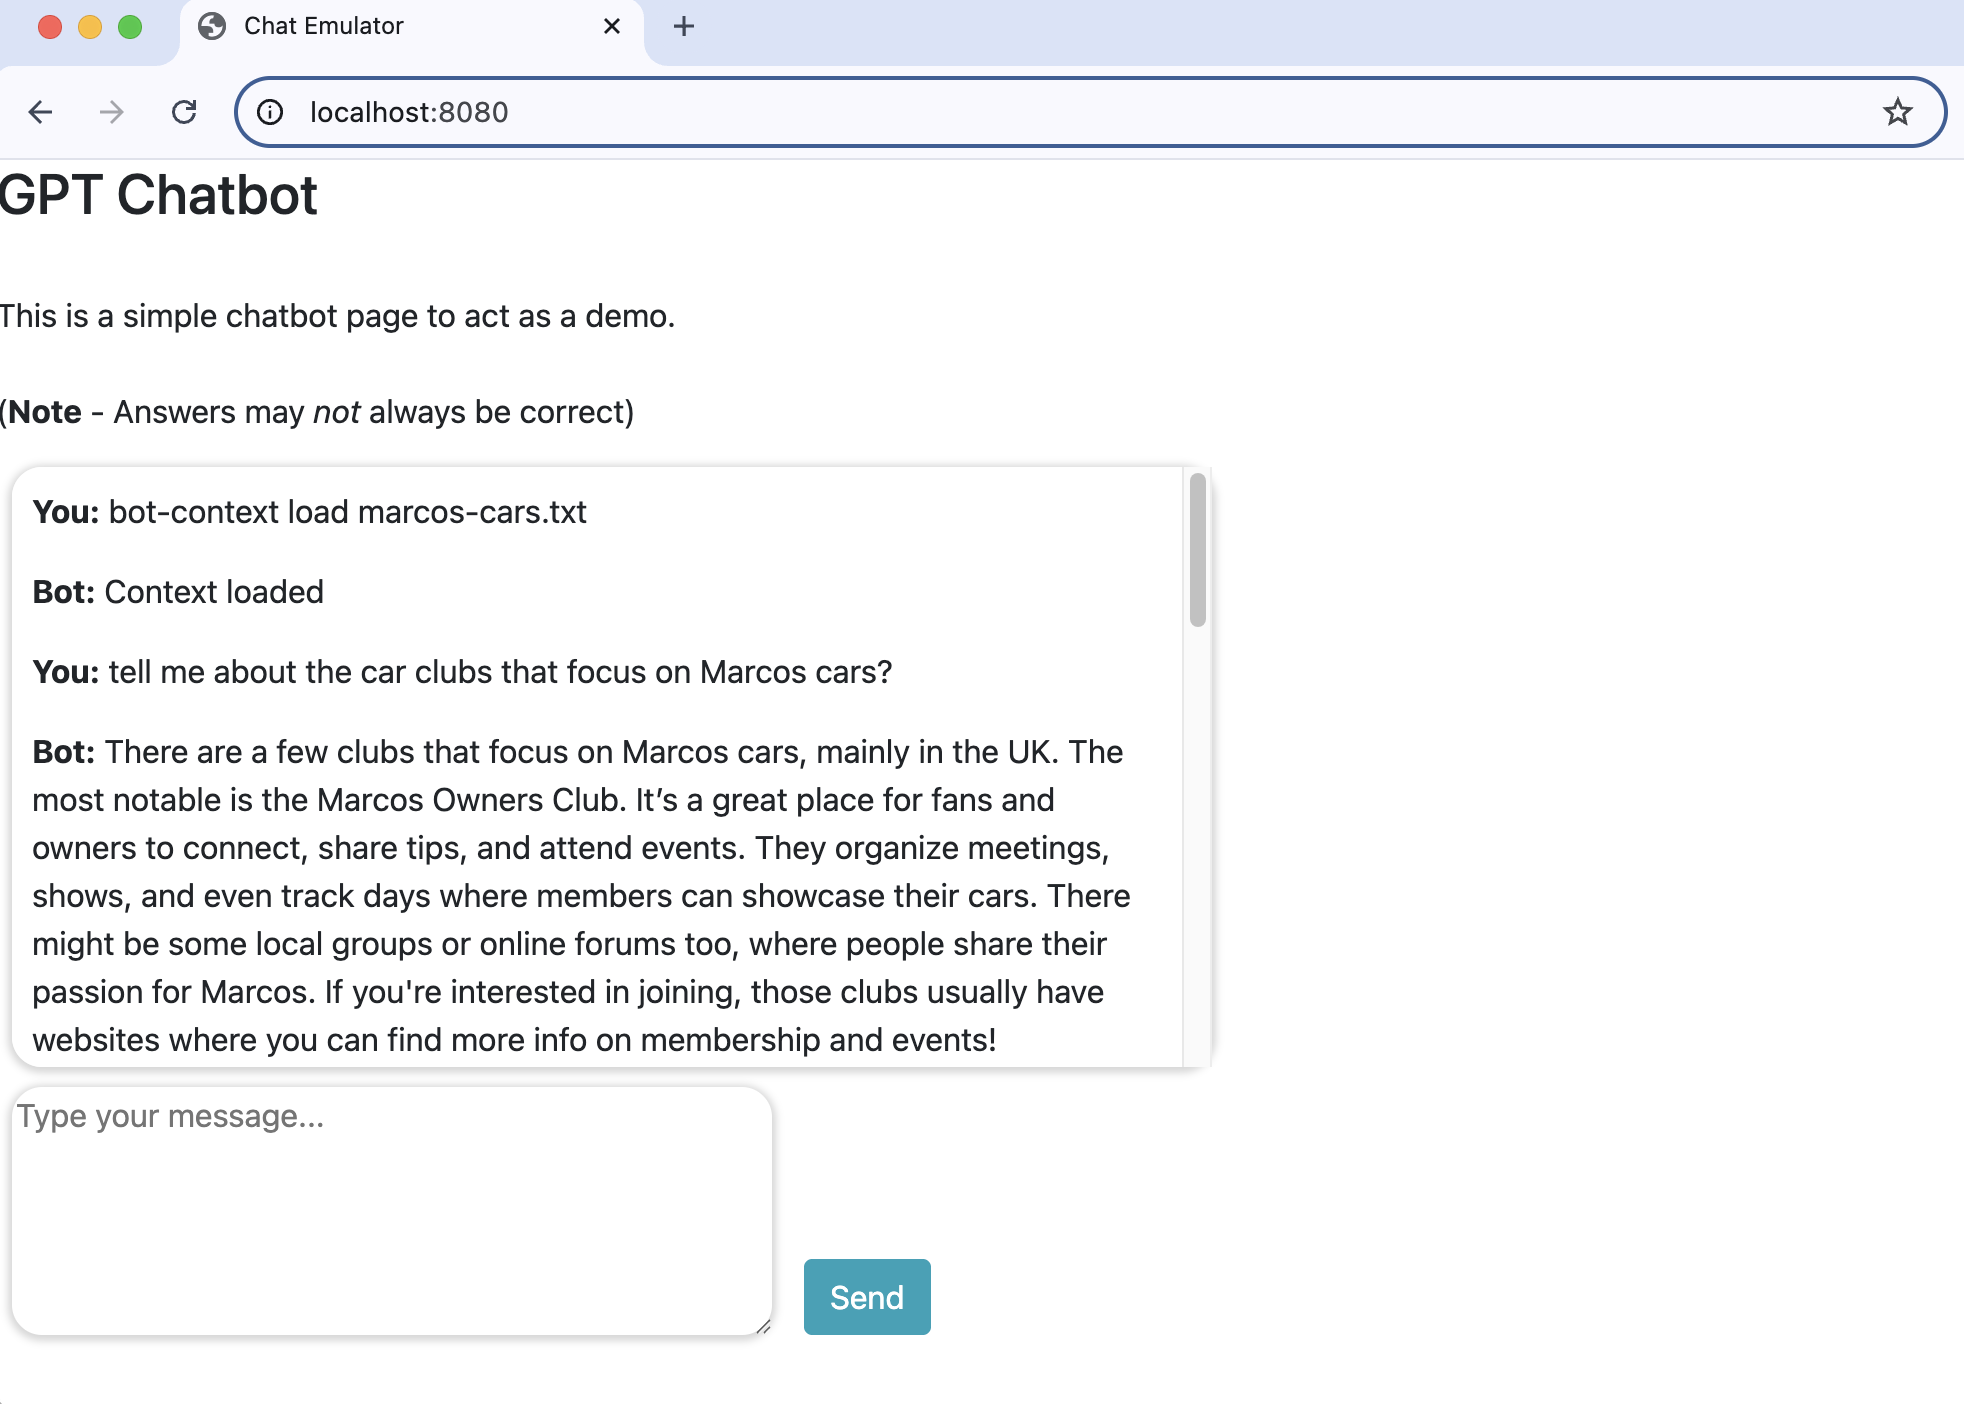 Chat Emulator
localhost:8080
GPT Chatbot
This is a simple chatbot page to act as a demo.
(Note - Answers may not always be correct)
You: bot-context load marcos-cars.txt
Bot: Context loaded
You: tell me about the car clubs that focus on Marcos cars?
Bot: There are a few clubs that focus on Marcos cars, mainly in the UK. The
most notable is the Marcos Owners Club. It’s a great place for fans and
owners to connect, share tips, and attend events. They organize meetings,
shows, and even track days where members can showcase their cars. There
might be some local groups or online forums too, where people share their
passion for Marcos. If you're interested in joining, those clubs usually have
websites where you can find more info on membership and events!
Type your message...
Send